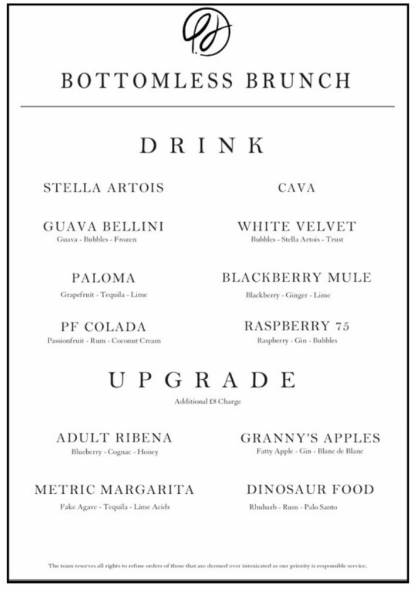 BOTTOMLESS BRUNCH
DRINK
STELLA ARTOIS
CAVA
GUAVA BELLINI
Guava - Bubbles - Frozen
WHITE VELVET
Bubbles - Stella Artois - Trust
PALOMA
Grapefruit - Tequila - Lime
BLACKBERRY MULE
Blackberry - Ginger - Lime
PF COLADA
Passionfruit - Rum - Coconut Cream
RASPBERRY 75
Raspberry - Gin - Bubbles
UPGRADE
Additional £8 Charge
ADULT RIBENA
Blueberry - Cognac - Honey
GRANNY'S APPLES
Fatty Apple - Gin - Blanc de Blanc
METRIC MARGARITA
Fake Agave - Tequila - Lime Acids
DINOSAUR FOOD
Rhubarb - Rum - Palo Santo
The team reserves all rights to refuse orders of those that are deemed over intoxicated as our priority is responsible service.